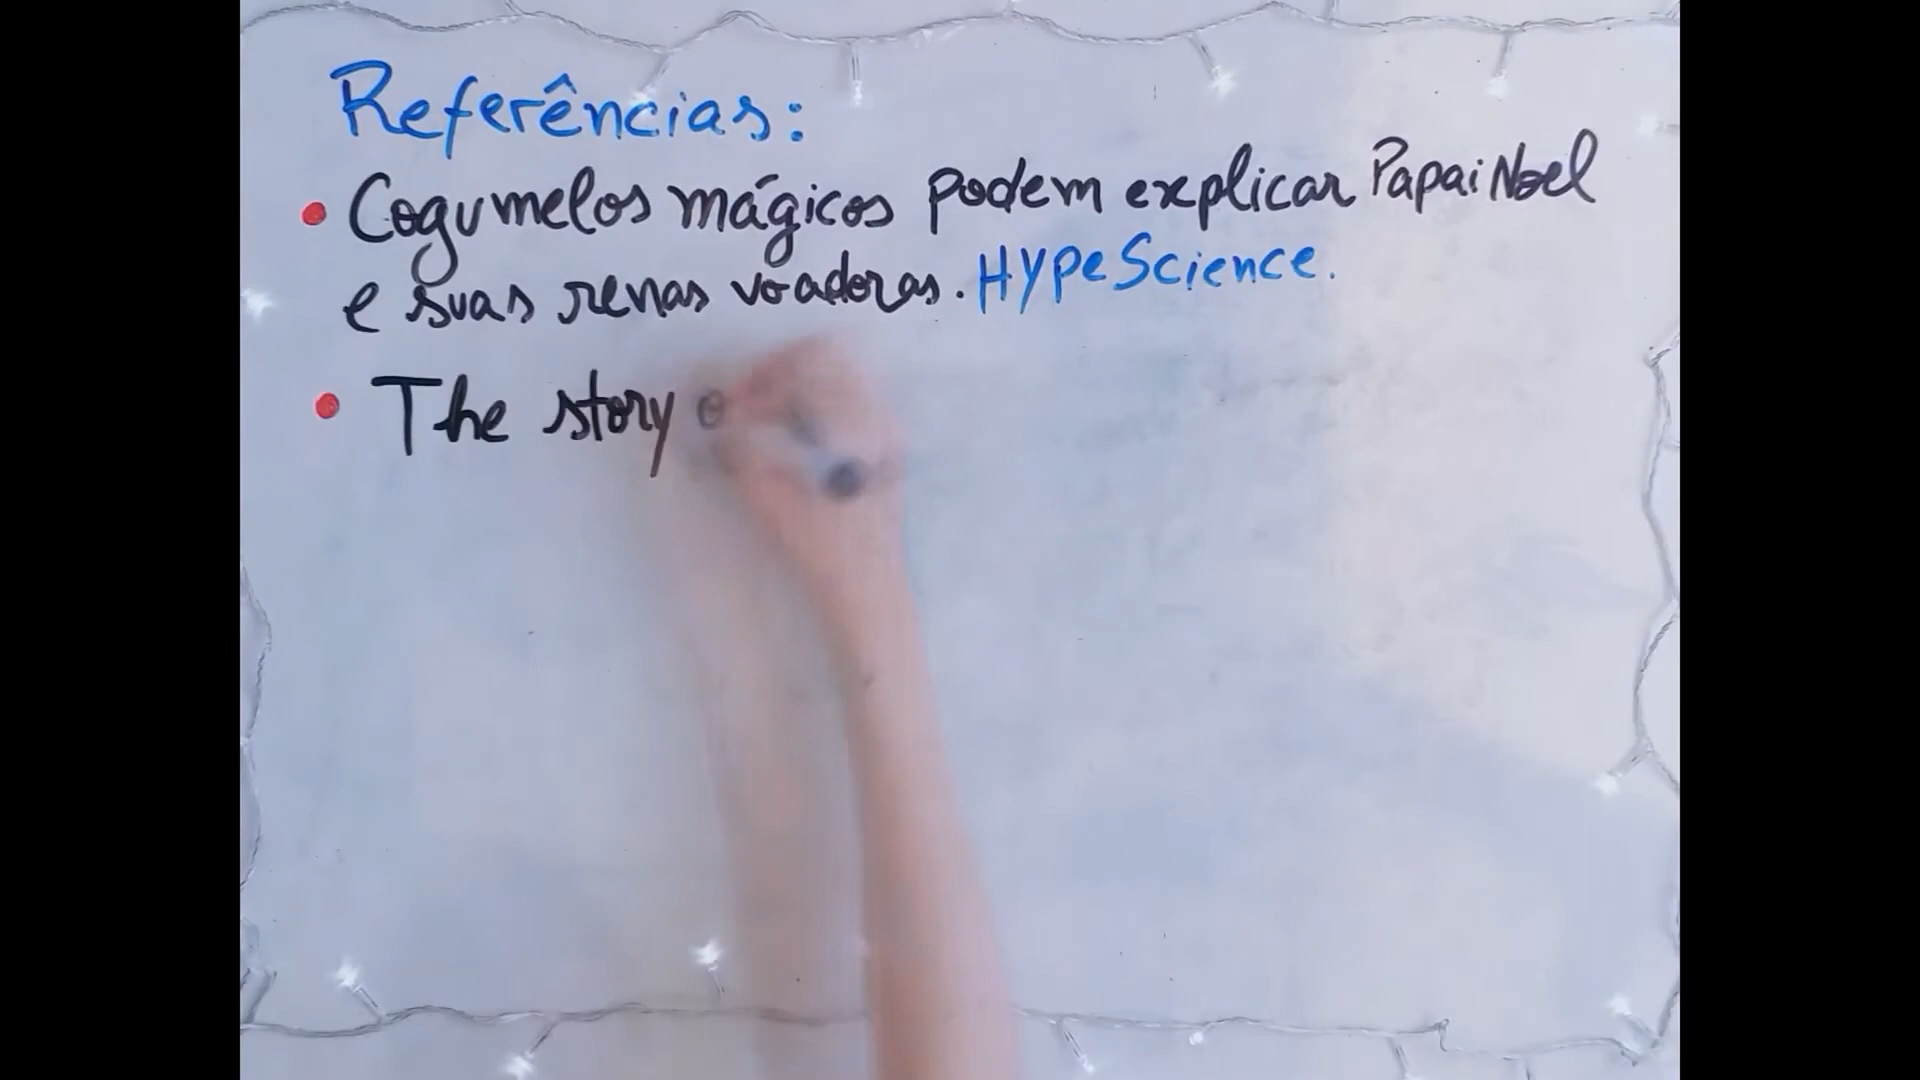 Referências:
• Cogumelos mágicos podem explicar Papai Noel
e suas renas voadoras. HypeScience.
• The story